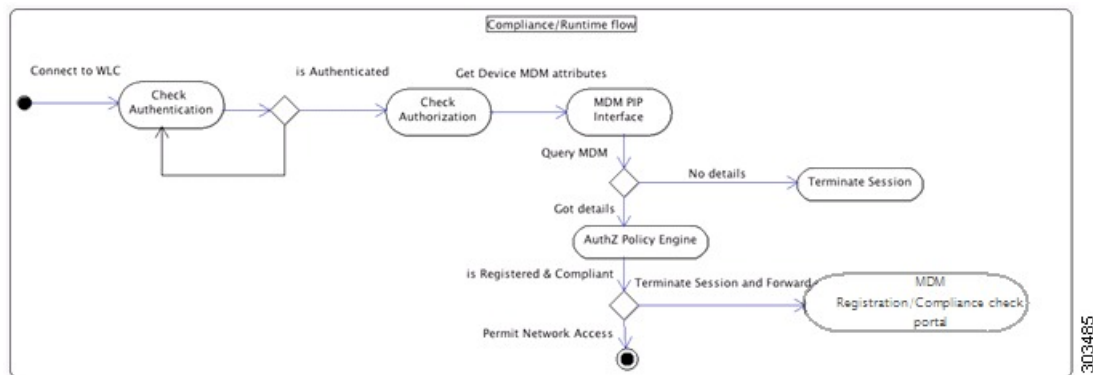 Compliance/Runtime flow
Connect to WLC
is Authenticated
Get Device MDM attributes
Check
Authentication
Check
Authorization
MDM PIP
Interface
Query MDM
No details
Terminate Session
Got details
AuthZ Policy Engine
is Registered & Compliant
Terminate Session and Forward
MDM
Registration/Compliance check
portal
Permit Network Access
303485